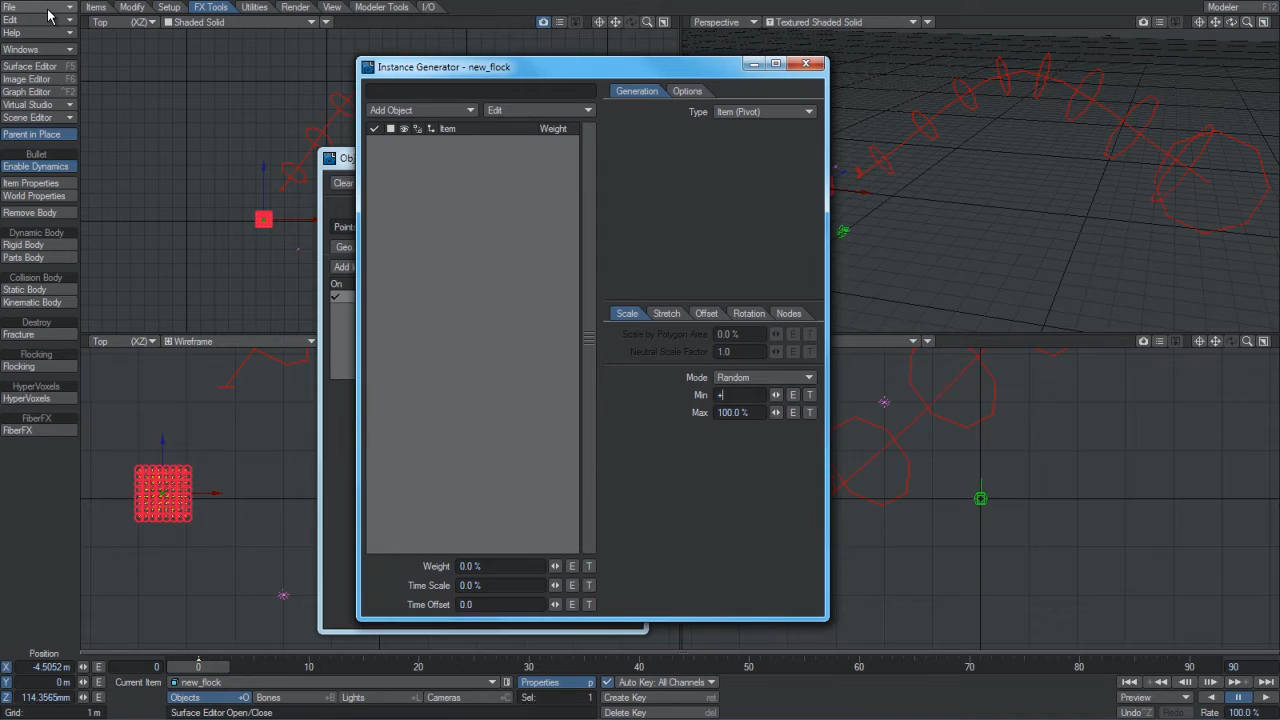 File Items Modify Setup FX Tools Utilities Render View Modeler Tools I/O Modeler F12
Edit Top (XZ) Shaded Solid Perspective Textured Shaded Solid
Help
Windows
Surface Editor F5
Image Editor F6
Graph Editor ^F2
Virtual Studio
Scene Editor
Parent in Place
Bullet
Enable Dynamics
Item Properties
World Properties
Remove Body
Dynamic Body
Rigid Body
Parts Body
Collision Body
Static Body
Kinematic Body
Destroy
Fracture
Flocking
Flocking
HyperVoxels
HyperVoxels
FiberFX
FiberFX
Top (XZ) Wireframe
Clear
Geo
On
Instance Generator - new_flock
Add Object Edit
Item Weight
Weight 0.0 % E T
Time Scale 0.0 % E T
Time Offset 0.0 E T
Generation Options
Type Item (Pivot)
Scale Stretch Offset Rotation Nodes
Scale by Polygon Area 0.0 % E T
Neutral Scale Factor 1.0 E T
Mode Random
Min + E T
Max 100.0 % E T
Position
X -4.5052 m E 0 0 10 20 30 40 50 60 70 80 90 90
Y 0 m E Current Item new_flock Properties p Auto Key: All Channels
Z 114.3565mm E Objects +O Bones +B Lights +L Cameras +C Sel: 1 Create Key ret Preview
Grid: 1 m Surface Editor Open/Close Delete Key del Undo ^Z Redo Rate 100.0 %